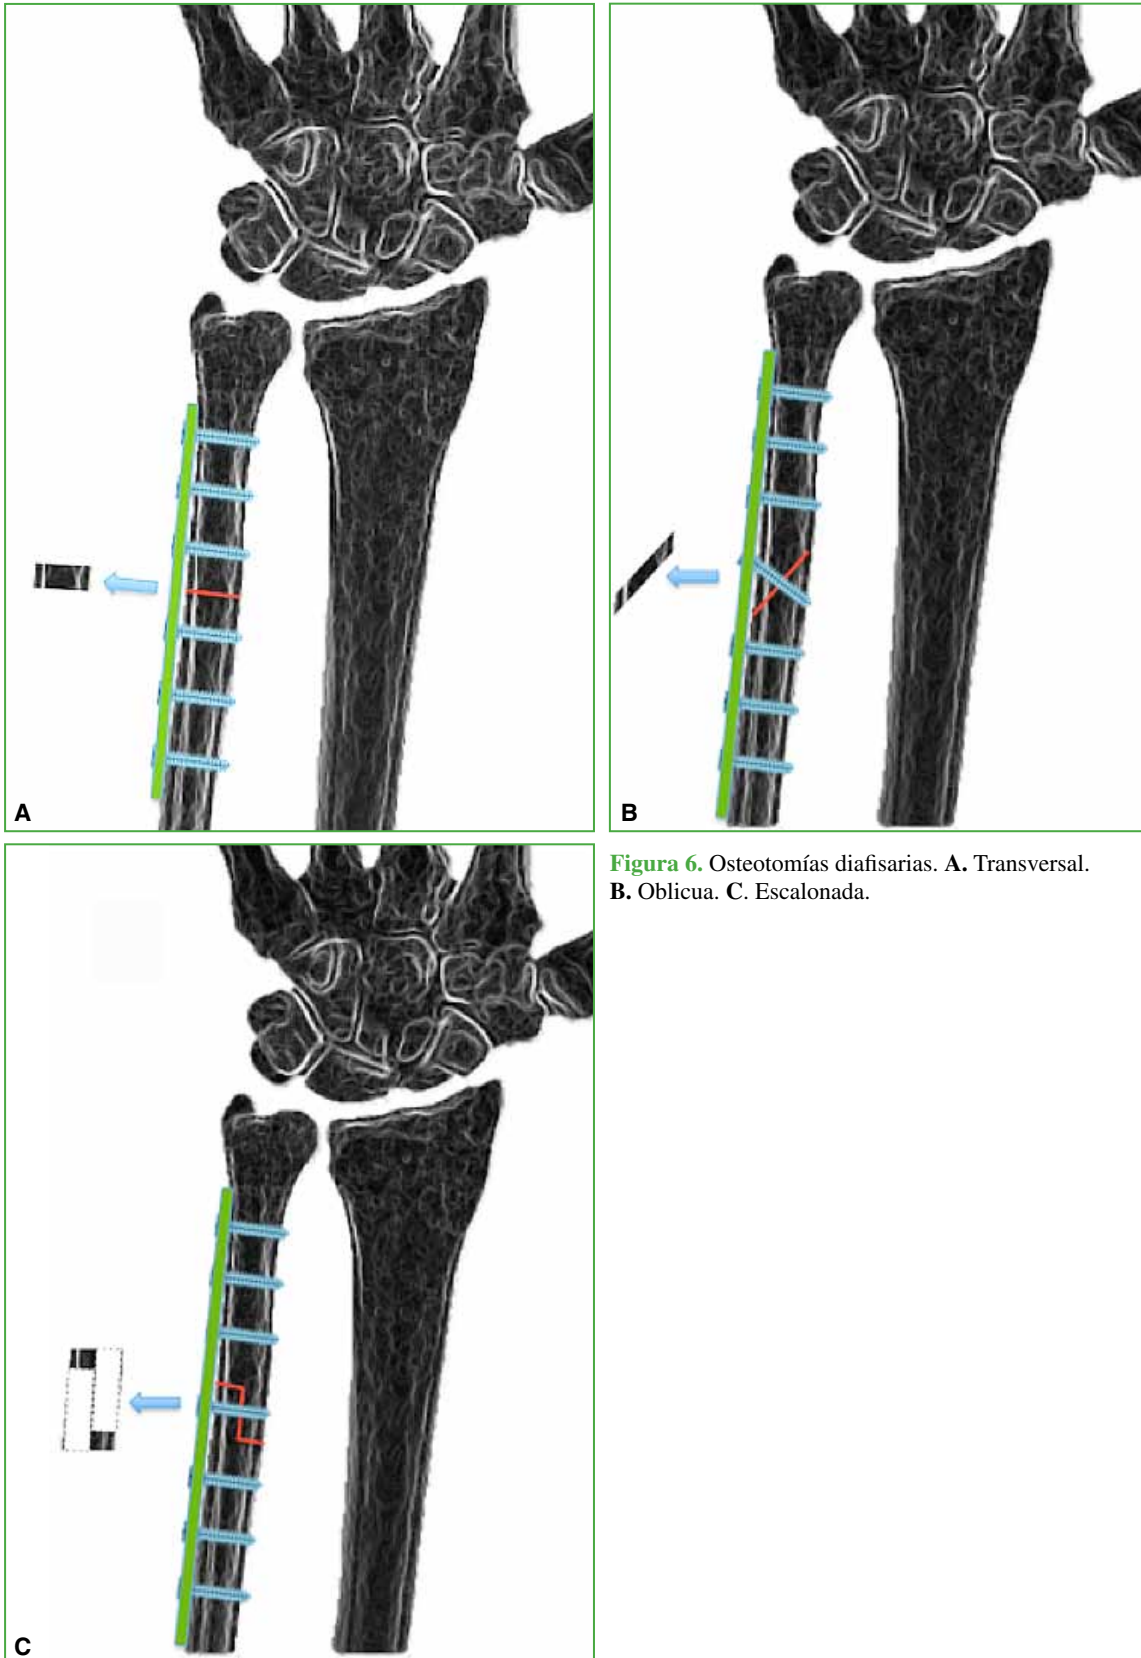 A
B
Figura 6. Osteotomías diafisarias. A. Transversal.
B. Oblicua. C. Escalonada.
C